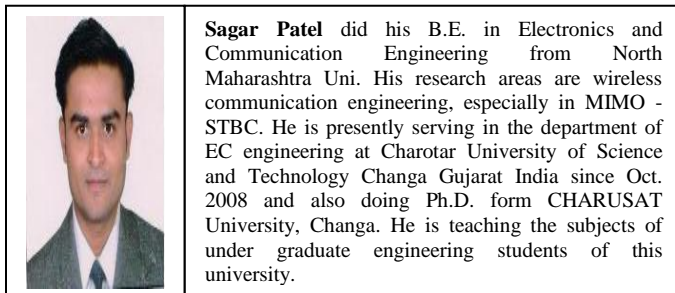 Sagar Patel did his B.E. in Electronics and
Communication Engineering from North
Maharashtra Uni. His research areas are wireless
communication engineering, especially in MIMO -
STBC. He is presently serving in the department of
EC engineering at Charotar University of Science
and Technology Changa Gujarat India since Oct.
2008 and also doing Ph.D. form CHARUSAT
University, Changa. He is teaching the subjects of
under graduate engineering students of this
university.